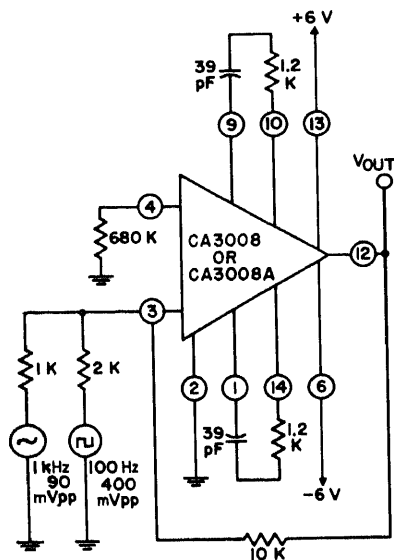 +6 V
39
pF
1.2
K
9
10
13
VOUT
4
680 K
CA3008
OR
CA3008A
12
3
1 K
2 K
2
1
14
6
39
pF
1.2
K
1 kHz
90
mVpp
100 Hz
400
mVpp
-6 V
10 K